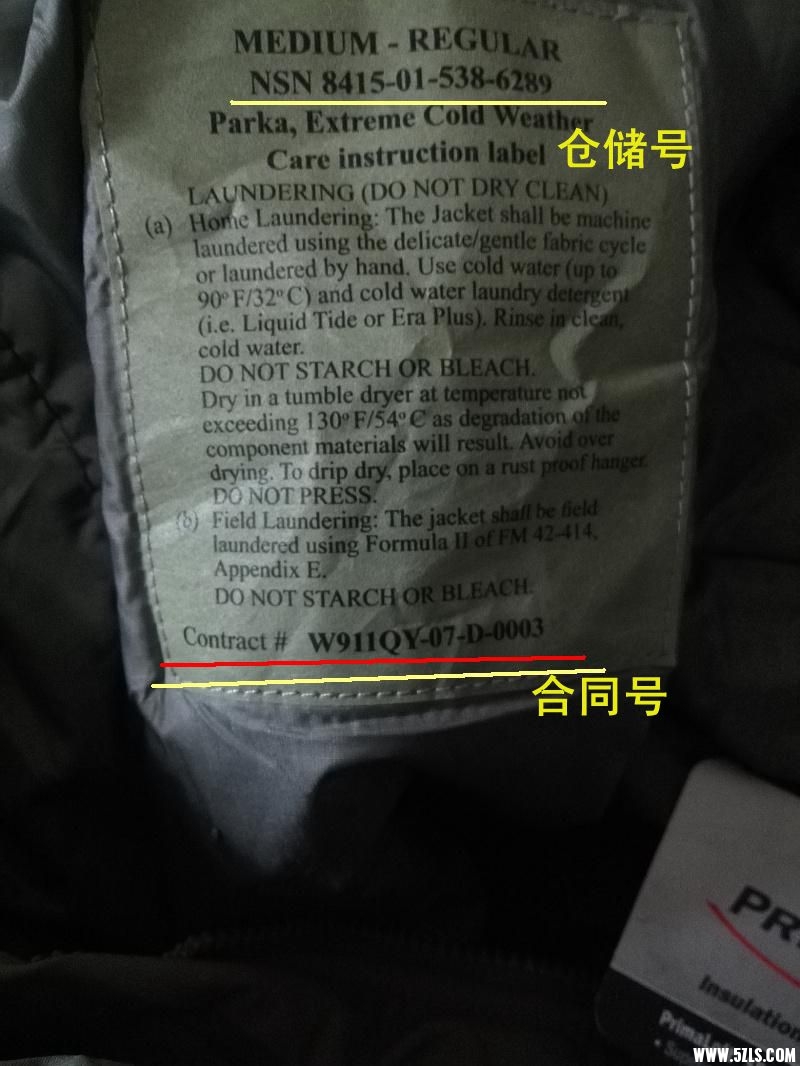 MEDIUM - REGULAR
NSN 8415-01-538-6289
Parka, Extreme Cold Weather
仓储号
Care instruction label
LAUNDERING (DO NOT DRY CLEAN)
(a) Home Laundering: The Jacket shall be machine
laundered using the delicate/gentle fabric cycle
or laundered by hand. Use cold water (up to
90º F/32º C) and cold water laundry detergent
(i.e. Liquid Tide or Era Plus). Rinse in clean,
cold water.
DO NOT STARCH OR BLEACH.
Dry in a tumble dryer at temperature not
exceeding 130º F/54º C as degradation of the
component materials will result. Avoid over
drying. To drip dry, place on a rust proof hanger.
DO NOT PRESS.
(b) Field Laundering: The jacket shall be field
laundered using Formula II of FM 42-414,
Appendix E.
DO NOT STARCH OR BLEACH.
Contract # W911QY-07-D-0003
合同号
Insulation
WWW.5ZLS.COM